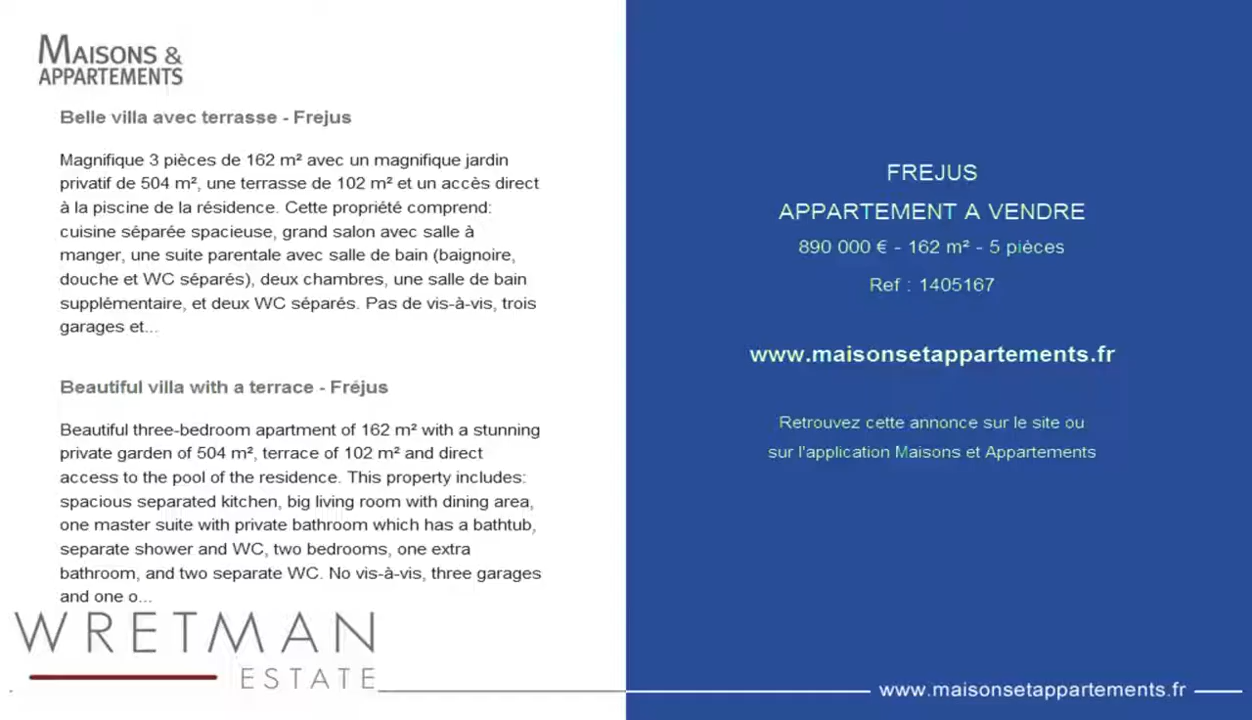 MAISONS &
APPARTEMENTS
Belle villa avec terrasse - Frejus
Magnifique 3 pièces de 162 m² avec un magnifique jardin
privatif de 504 m², une terrasse de 102 m² et un accès direct
à la piscine de la résidence. Cette propriété comprend:
cuisine séparée spacieuse, grand salon avec salle à
manger, une suite parentale avec salle de bain (baignoire,
douche et WC séparés), deux chambres, une salle de bain
supplémentaire, et deux WC séparés. Pas de vis-à-vis, trois
garages et...
Beautiful villa with a terrace - Fréjus
Beautiful three-bedroom apartment of 162 m² with a stunning
private garden of 504 m², terrace of 102 m² and direct
access to the pool of the residence. This property includes:
spacious separated kitchen, big living room with dining area,
one master suite with private bathroom which has a bathtub,
separate shower and WC, two bedrooms, one extra
bathroom, and two separate WC. No vis-à-vis, three garages
and one o...
WRETMAN
ESTATE
FREJUS
APPARTEMENT A VENDRE
890 000 € - 162 m² - 5 pièces
Ref : 1405167
www.maisonsetappartements.fr
Retrouvez cette annonce sur le site ou
sur l'application Maisons et Appartements
www.maisonsetappartements.fr